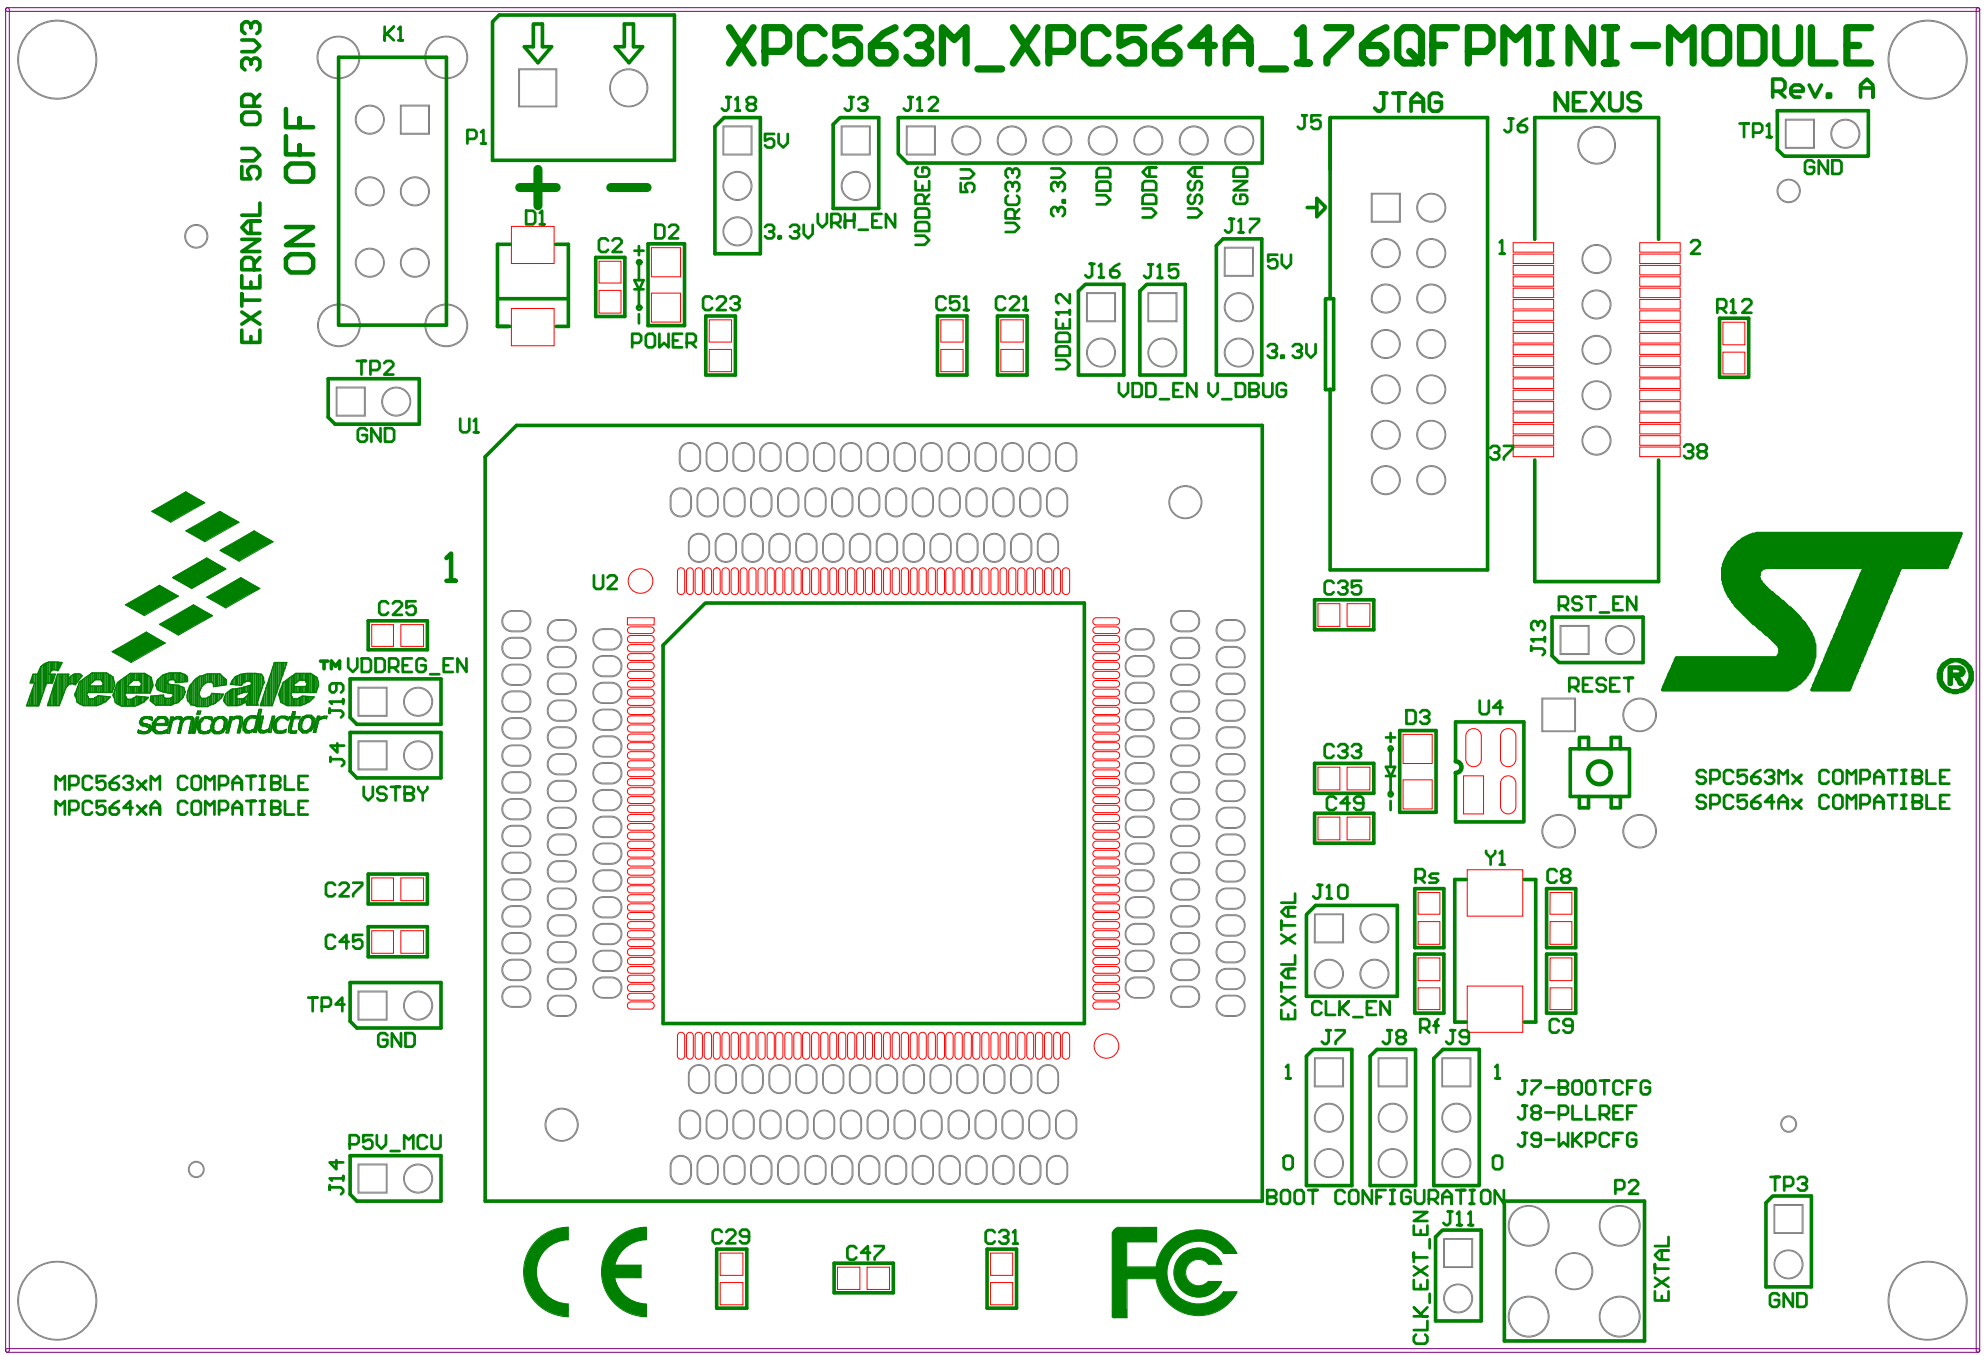 XPC563M_XPC564A_176QFPMINI-MODULE
Rev. A
K1
EXTERNAL 5V OR 3V3
ON OFF
P1
+ −
J18
5V
3.3V
J3
VRH_EN
J12
VDDREG
5V
VRC33
3.3V
VDD
VDDA
VSSA
GND
J5
JTAG
J6
NEXUS
1
2
37
38
TP1
GND
D1
C2
D2
+
-
POWER
C23
C51
C21
J16
VDDE12
J15
VDD_EN
J17
5V
3.3V
V_DBUG
R12
TP2
GND
U1
1
U2
C25
freescale™
semiconductor
VDDREG_EN
J19
J4
VSTBY
MPC563xM COMPATIBLE
MPC564xA COMPATIBLE
C27
C45
TP4
GND
P5V_MCU
J14
C35
RST_EN
J13
ST®
RESET
D3
+
-
U4
C33
C49
SPC563Mx COMPATIBLE
SPC564Ax COMPATIBLE
Y1
Rs
C8
J10
EXTAL XTAL
CLK_EN
Rf
C9
J7
J8
J9
1
1
0
0
J7-BOOTCFG
J8-PLLREF
J9-WKPCFG
BOOT CONFIGURATION
P2
EXTAL
J11
CLK_EXT_EN
TP3
GND
CE
C29
C47
C31
FC